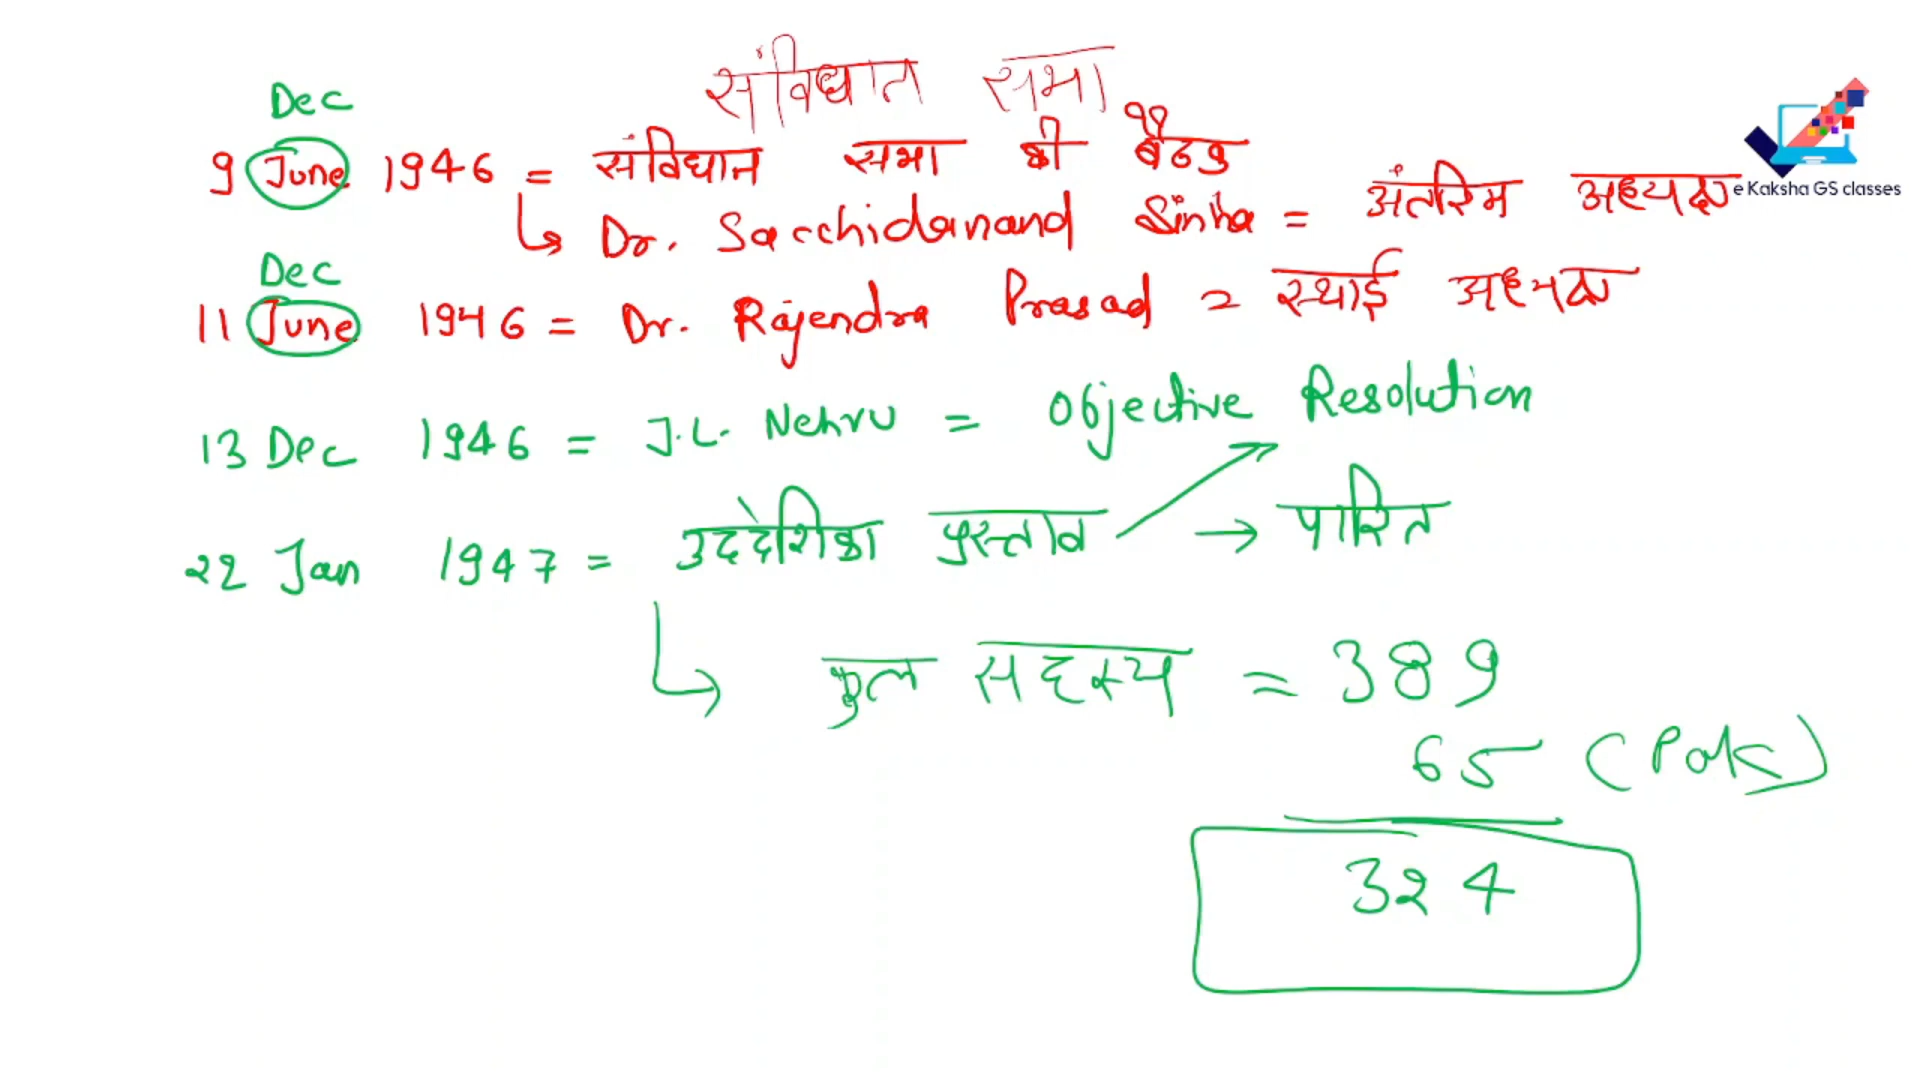 संविधान सभा
Dec
9 June 1946 = संविधान सभा की बैठक
↳ Dr. Sacchidanand Sinha = अंतरिम अध्यक्ष
e Kaksha GS classes
Dec
11 June 1946 = Dr. Rajendra Prasad = स्थाई अध्यक्ष
13 Dec 1946 = J.L. Nehru = Objective Resolution
22 Jan 1947 = उद्देशिका प्रस्ताव → पारित
↳ कुल सदस्य = 389
65 (Pak)
324